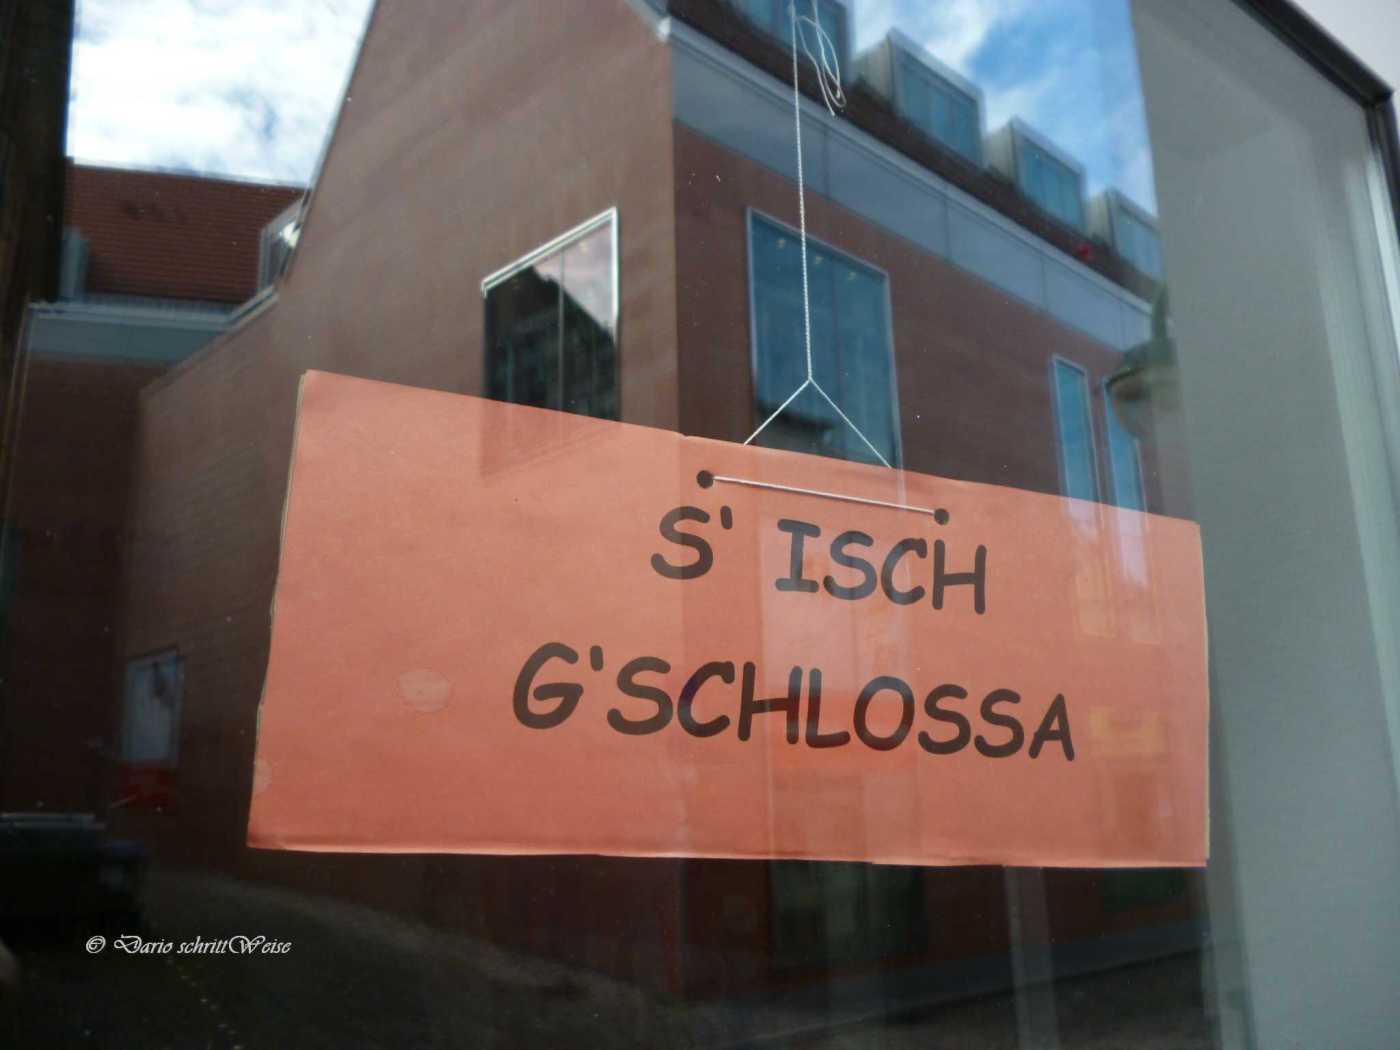 S' ISCH
G'SCHLOSSA
© Dario schrittWeise